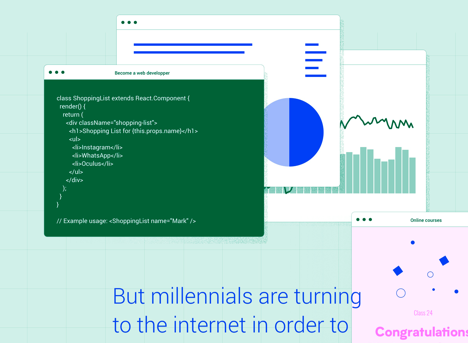 Become a web developper
class ShoppingList extends React.Component {
render() {
return (
<div className="shopping-list">
<h1>Shopping List for {this.props.name}</h1>
<ul>
<li>Instagram</li>
<li>WhatsApp</li>
<li>Oculus</li>
</ul>
</div>
);
}
}
// Example usage: <ShoppingList name="Mark" />
Online courses
Class 24
Congratulations
But millennials are turning
to the internet in order to